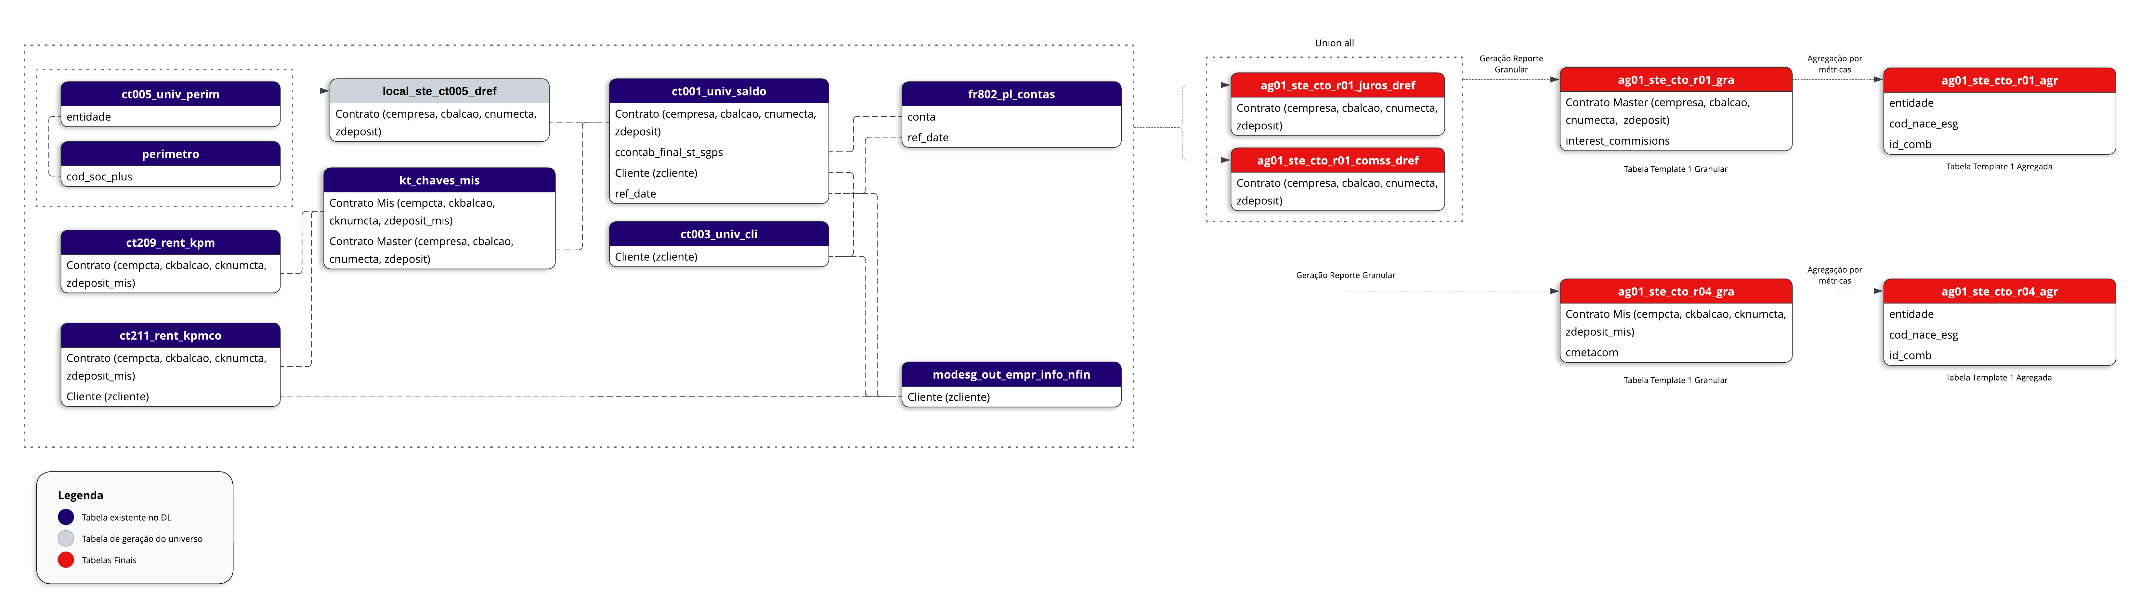 ct005_univ_perim
entidade
perimetro
cod_soc_plus
ct209_rent_kpm
Contrato (cempcta, ckbalcao, cknumcta,
zdeposit_mis)
ct211_rent_kpmco
Contrato (cempcta, ckbalcao, cknumcta,
zdeposit_mis)
Cliente (zcliente)
local_ste_ct005_dref
Contrato (cempresa, cbalcao, cnumecta,
zdeposit)
kt_chaves_mis
Contrato Mis (cempcta, ckbalcao,
cknumcta, zdeposit_mis)
Contrato Master (cempresa, cbalcao,
cnumecta, zdeposit)
ct001_univ_saldo
Contrato (cempresa, cbalcao, cnumecta,
zdeposit)
ccontab_final_st_sgps
Cliente (zcliente)
ref_date
ct003_univ_cli
Cliente (zcliente)
fr802_pl_contas
conta
ref_date
modesg_out_empr_info_nfin
Cliente (zcliente)
Union all
ag01_ste_cto_r01_juros_dref
Contrato (cempresa, cbalcao, cnumecta,
zdeposit)
ag01_ste_cto_r01_comss_dref
Contrato (cempresa, cbalcao, cnumecta,
zdeposit)
Geração Reporte
Granular
ag01_ste_cto_r01_gra
Contrato Master (cempresa, cbalcao,
cnumecta, zdeposit)
interest_commisions
Tabela Template 1 Granular
Agregação por
métricas
ag01_ste_cto_r01_agr
entidade
cod_nace_esg
id_comb
Tabela Template 1 Agregada
Geração Reporte Granular
ag01_ste_cto_r04_gra
Contrato Mis (cempcta, ckbalcao, cknumcta,
zdeposit_mis)
cmetacom
Tabela Template 1 Granular
Agregação por
métricas
ag01_ste_cto_r04_agr
entidade
cod_nace_esg
id_comb
Tabela Template 1 Agregada
Legenda
Tabela existente no DL
Tabela de geração do universo
Tabelas Finais